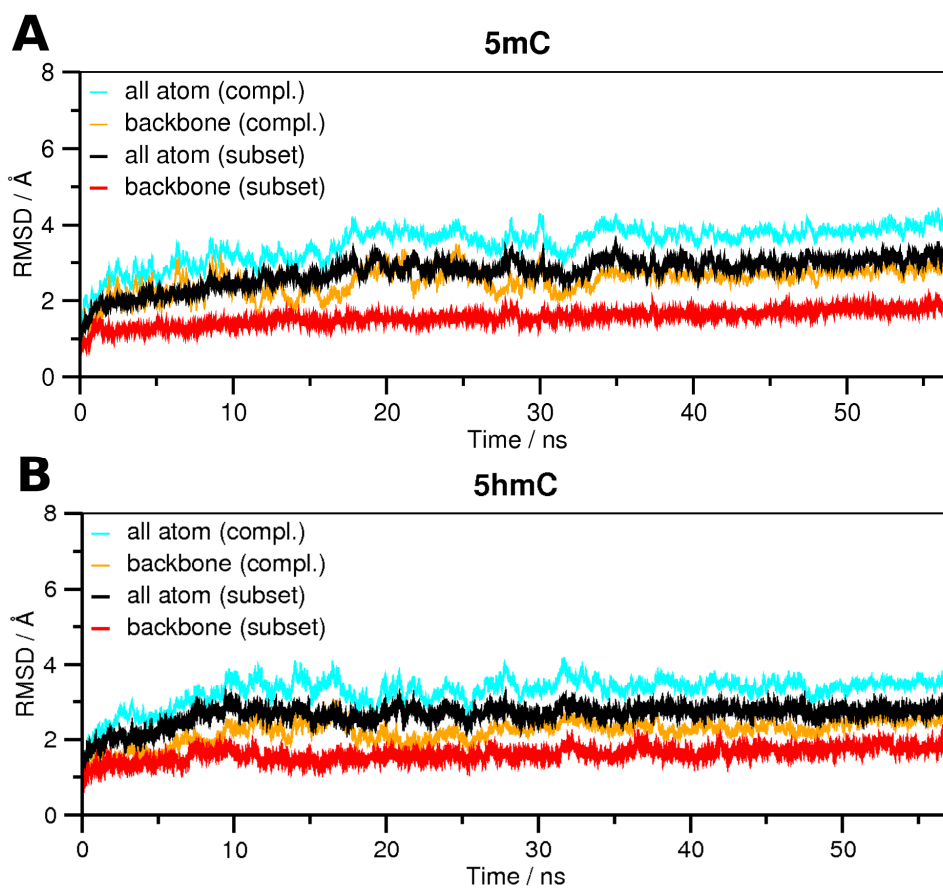 A
5mC
8
all atom (compl.)
backbone (compl.)
6
all atom (subset)
backbone (subset)
RMSD / Å
4
2
0
0 10 20 30 40 50
Time / ns
B
5hmC
8
all atom (compl.)
backbone (compl.)
6
all atom (subset)
backbone (subset)
RMSD / Å
4
2
0
0 10 20 30 40 50
Time / ns